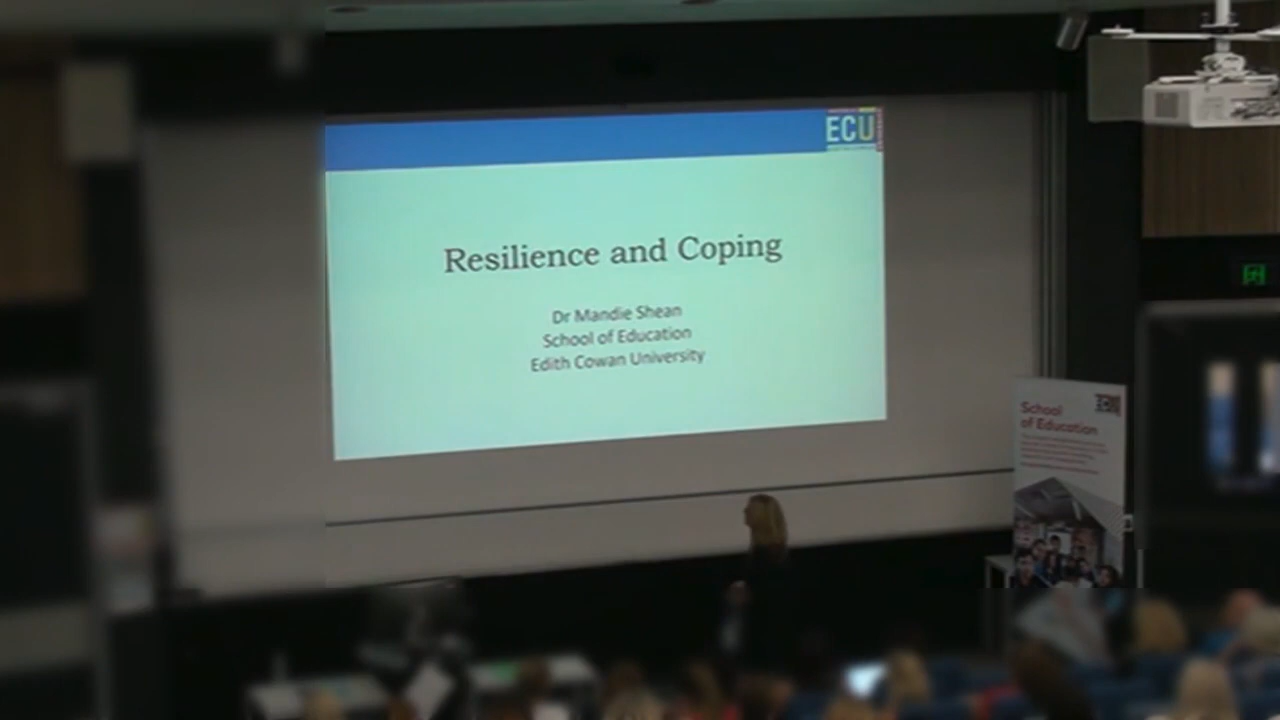 ECU
Resilience and Coping
Dr Mandie Shean
School of Education
Edith Cowan University
School
of Education